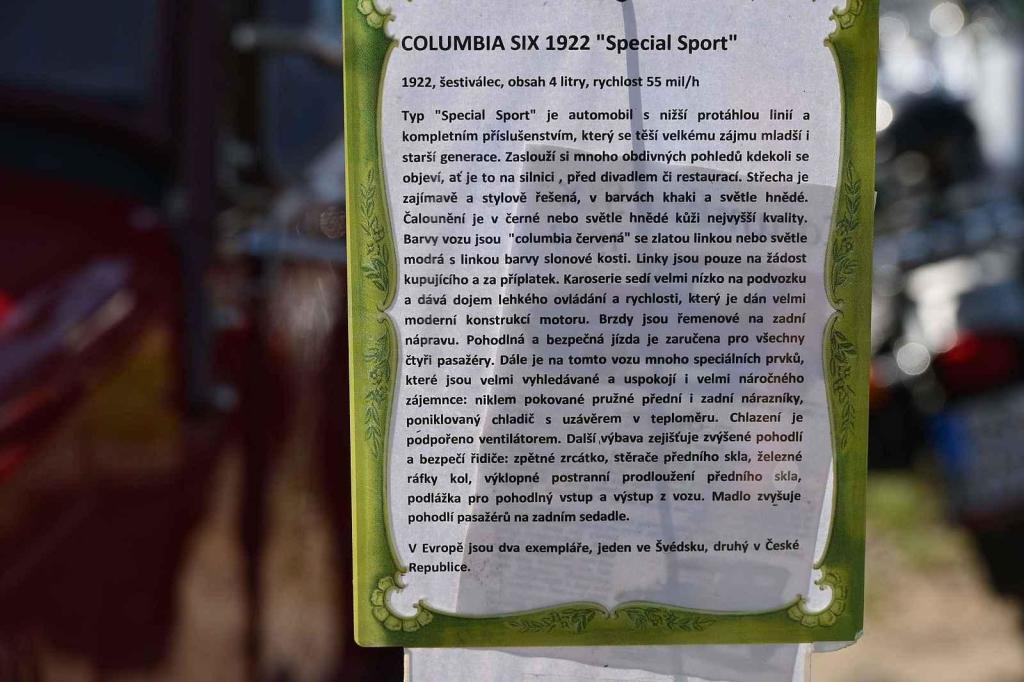 COLUMBIA SIX 1922 "Special Sport"
1922, šestiválec, obsah 4 litry, rychlost 55 mil/h
Typ "Special Sport" je automobil s nižší protáhlou linií a
kompletním příslušenstvím, který se těší velkému zájmu mladší i
starší generace. Zaslouží si mnoho obdivných pohledů kdekoli se
objeví, ať je to na silnici , před divadlem či restaurací. Střecha je
zajímavě a stylově řešená, v barvách khaki a světle hnědé.
Čalounění je v černé nebo světle hnědé kůži nejvyšší kvality.
Barvy vozu jsou "columbia červená" se zlatou linkou nebo světle
modrá s linkou barvy slonové kosti. Linky jsou pouze na žádost
kupujícího a za příplatek. Karoserie sedí velmi nízko na podvozku
a dává dojem lehkého ovládání a rychlosti, který je dán velmi
moderní konstrukcí motoru. Brzdy jsou řemenové na zadní
nápravu. Pohodlná a bezpečná jízda je zaručena pro všechny
čtyři pasažéry. Dále je na tomto vozu mnoho speciálních prvků,
které jsou velmi vyhledávané a uspokojí i velmi náročného
zájemnce: niklem pokované pružné přední i zadní nárazníky,
poniklovaný chladič s uzávěrem v teploměru. Chlazení je
podpořeno ventilátorem. Další výbava zejišťuje zvýšené pohodlí
a bezpečí řidiče: zpětné zrcátko, stěrače předního skla, železné
ráfky kol, výklopné postranní prodloužení předního skla,
podlážka pro pohodlný vstup a výstup z vozu. Madlo zvyšuje
pohodlí pasažérů na zadním sedadle.
V Evropě jsou dva exempláře, jeden ve Švédsku, druhý v České
Republice.